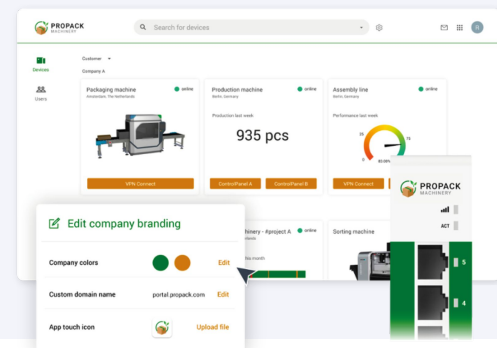 PROPACK
MACHINERY
Search for devices
R
Devices
Users
Customer
Company A
Packaging machine
online
Amsterdam, The Netherlands
VPN Connect
Production machine
online
Berlin, Germany
Production last week
935 pcs
ControlPanel A
ControlPanel B
Assembly line
online
Berlin, Germany
Performance last week
VPN Connect
PROPACK
MACHINERY
ACT
5
4
hinery - 4project A
online
Sorting machine
Edit company branding
Company colors
Edit
Custom domain name
portal.propack.com
Edit
App touch icon
Upload file